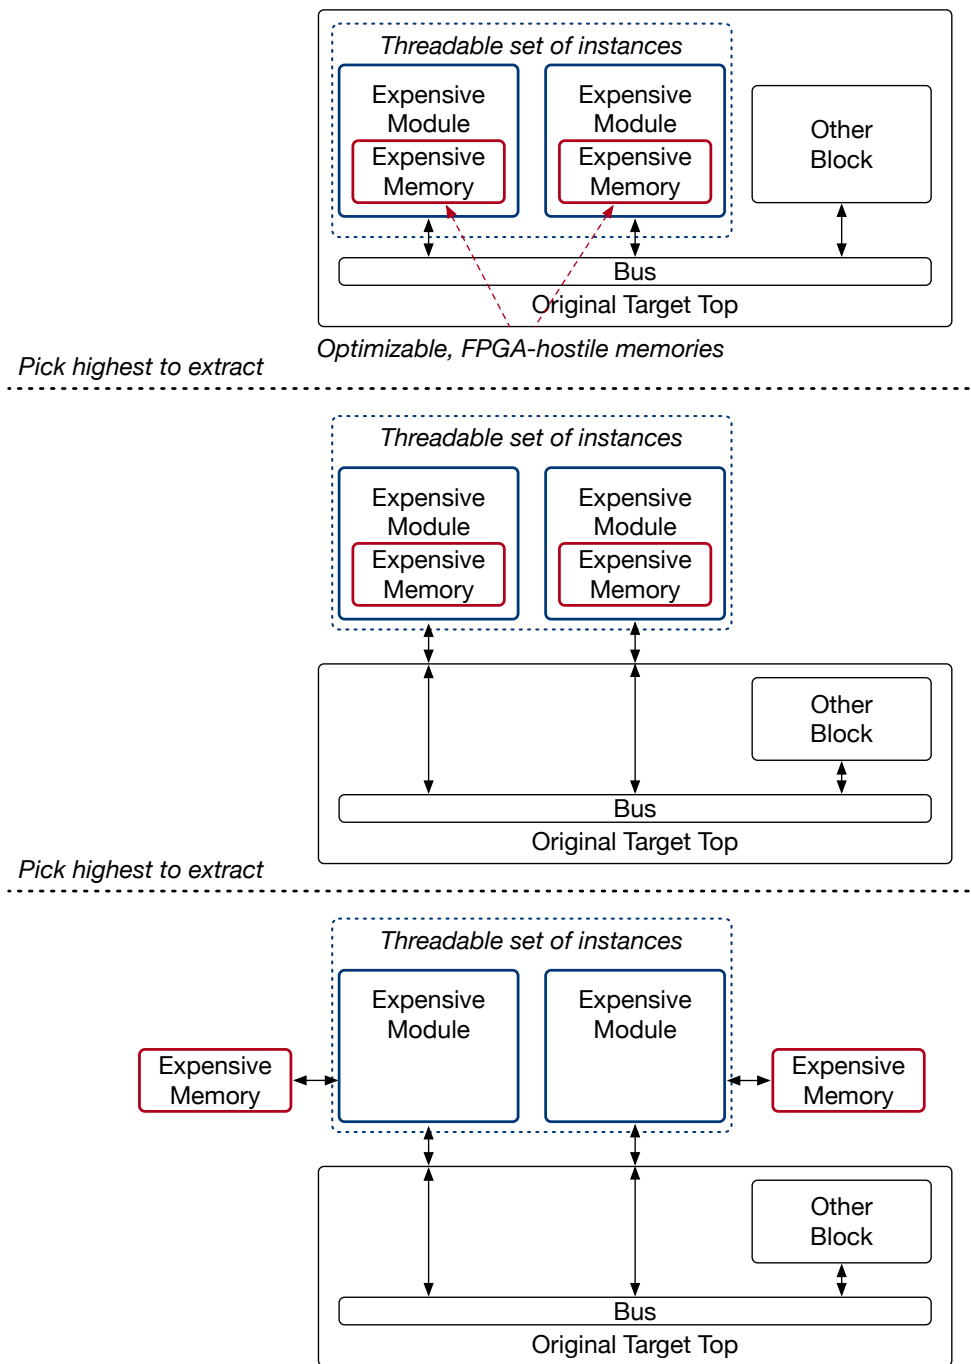 Threadable set of instances
Expensive
Module
Expensive
Memory
Expensive
Module
Expensive
Memory
Other
Block
Bus
Original Target Top
Optimizable, FPGA-hostile memories
Pick highest to extract
Threadable set of instances
Expensive
Module
Expensive
Memory
Expensive
Module
Expensive
Memory
Other
Block
Bus
Original Target Top
Pick highest to extract
Threadable set of instances
Expensive
Module
Expensive
Module
Expensive
Memory
Expensive
Memory
Other
Block
Bus
Original Target Top